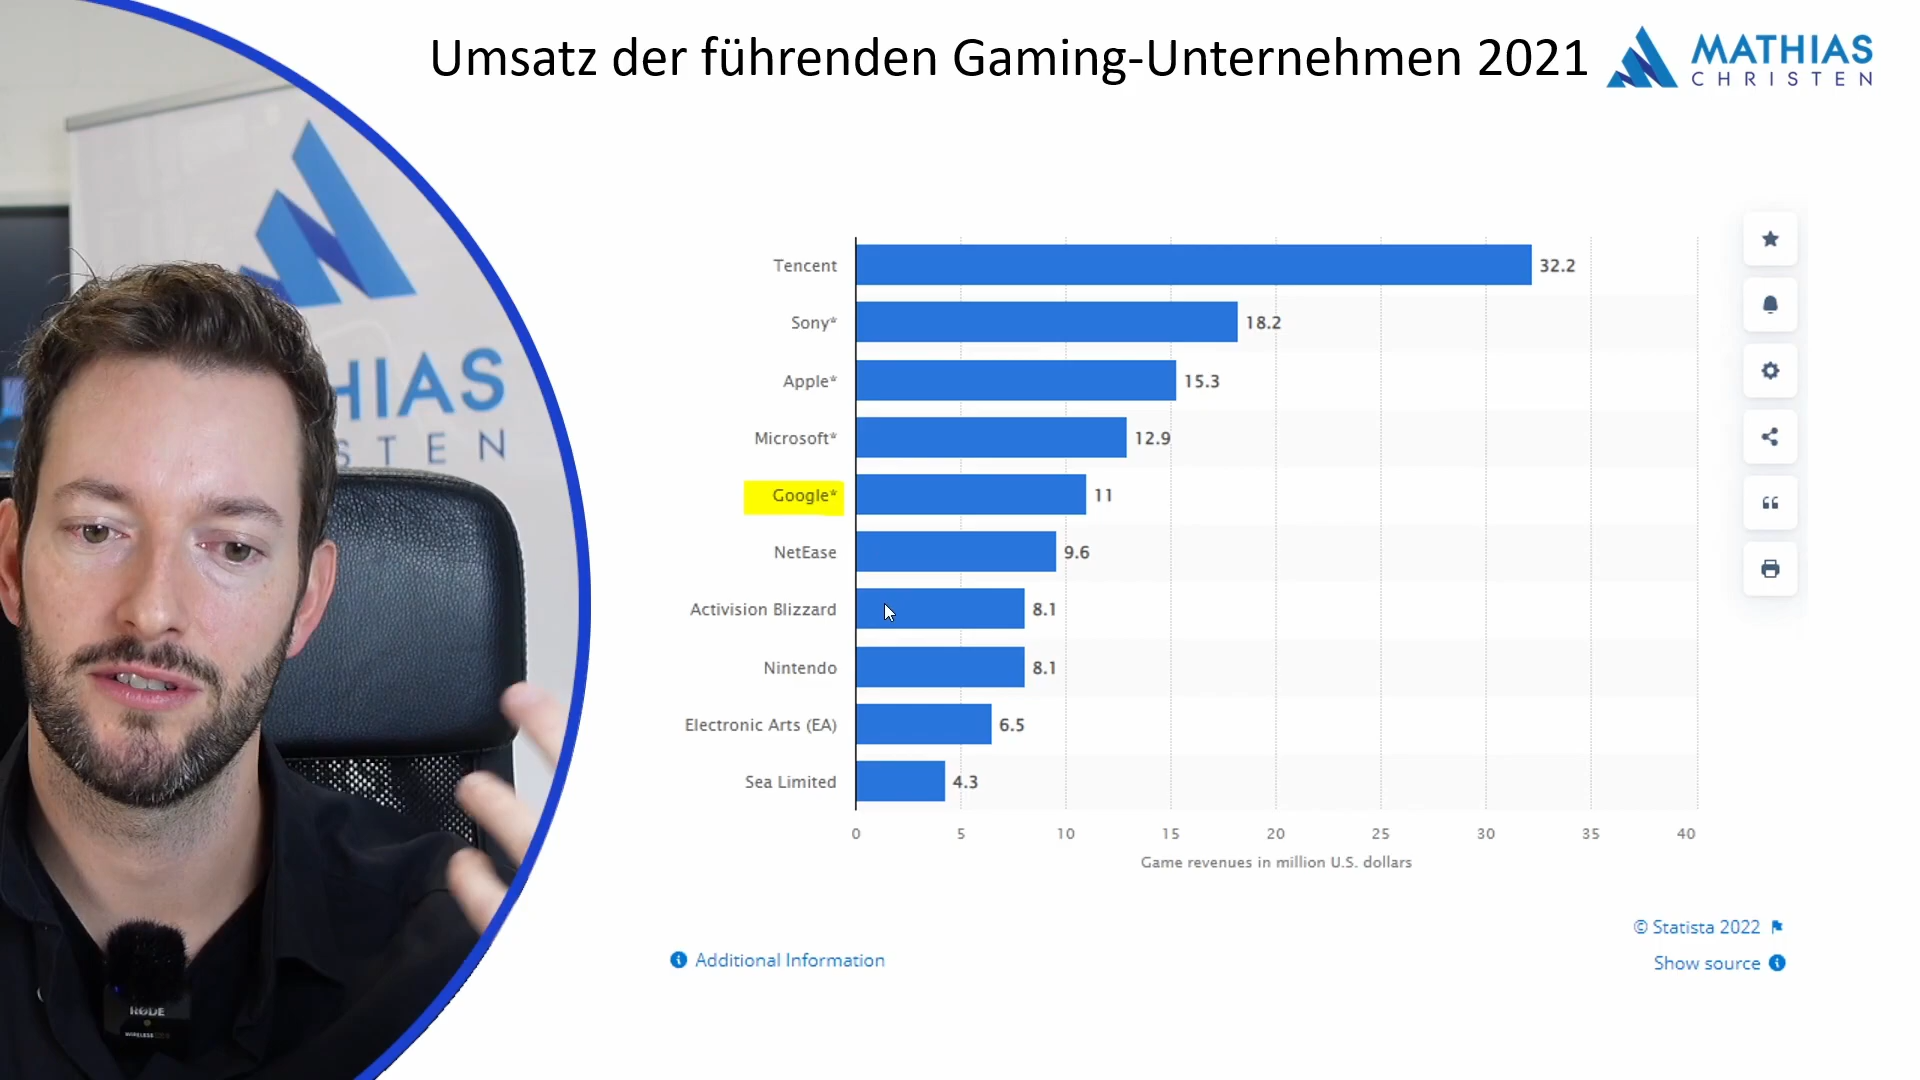 Umsatz der führenden Gaming-Unternehmen 2021
MATHIAS
CHRISTEN
HIAS
STEN
Tencent 32.2
Sony* 18.2
Apple* 15.3
Microsoft* 12.9
Google* 11
NetEase 9.6
Activision Blizzard 8.1
Nintendo 8.1
Electronic Arts (EA) 6.5
Sea Limited 4.3
0 5 10 15 20 25 30 35 40
Game revenues in million U.S. dollars
© Statista 2022
Additional Information
Show source
RØDE
WIRELESS